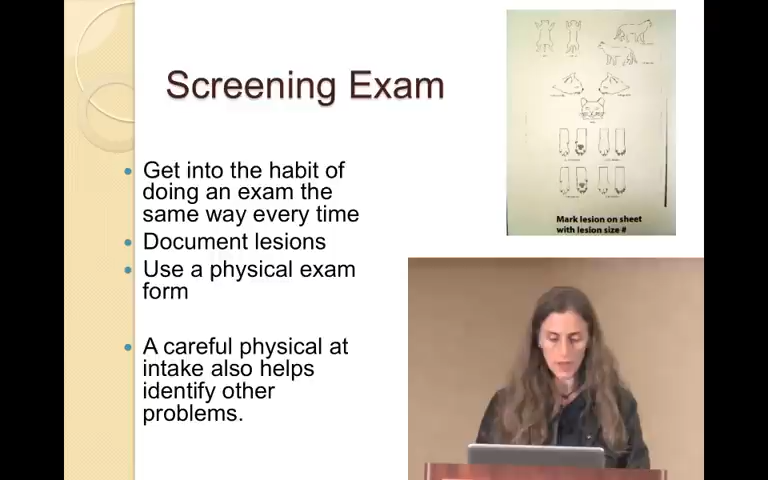 Screening Exam
Get into the habit of
doing an exam the
same way every time
Document lesions
Use a physical exam
form
A careful physical at
intake also helps
identify other
problems.
Mark lesion on sheet
with lesion size #